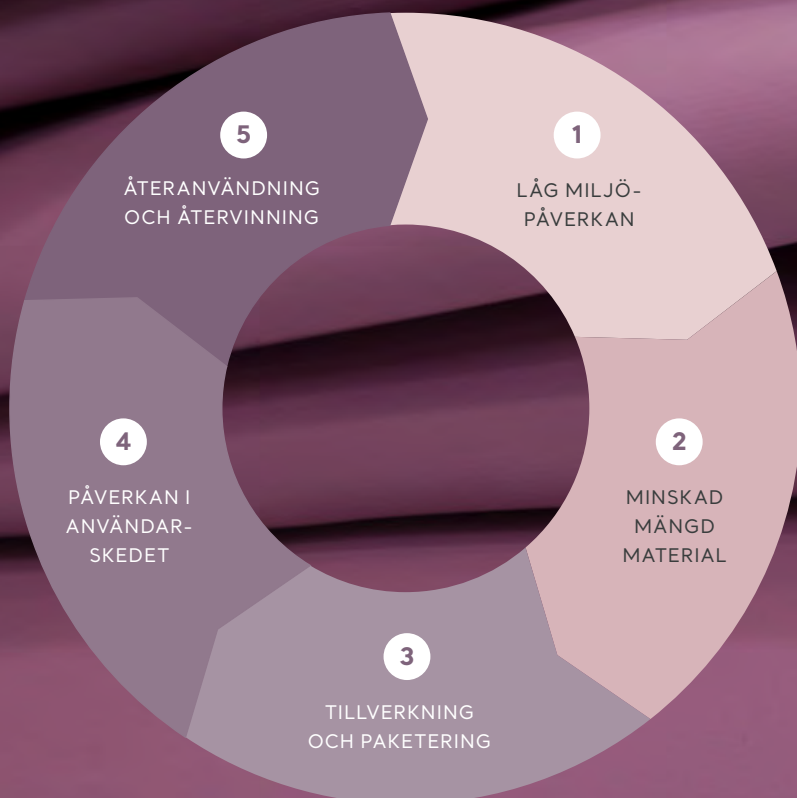 1
LÅG MILJÖ-
PÅVERKAN
2
MINSKAD
MÄNGD
MATERIAL
3
TILLVERKNING
OCH PAKETERING
4
PÅVERKAN I
ANVÄNDAR-
SKEDET
5
ÅTERANVÄNDNING
OCH ÅTERVINNING